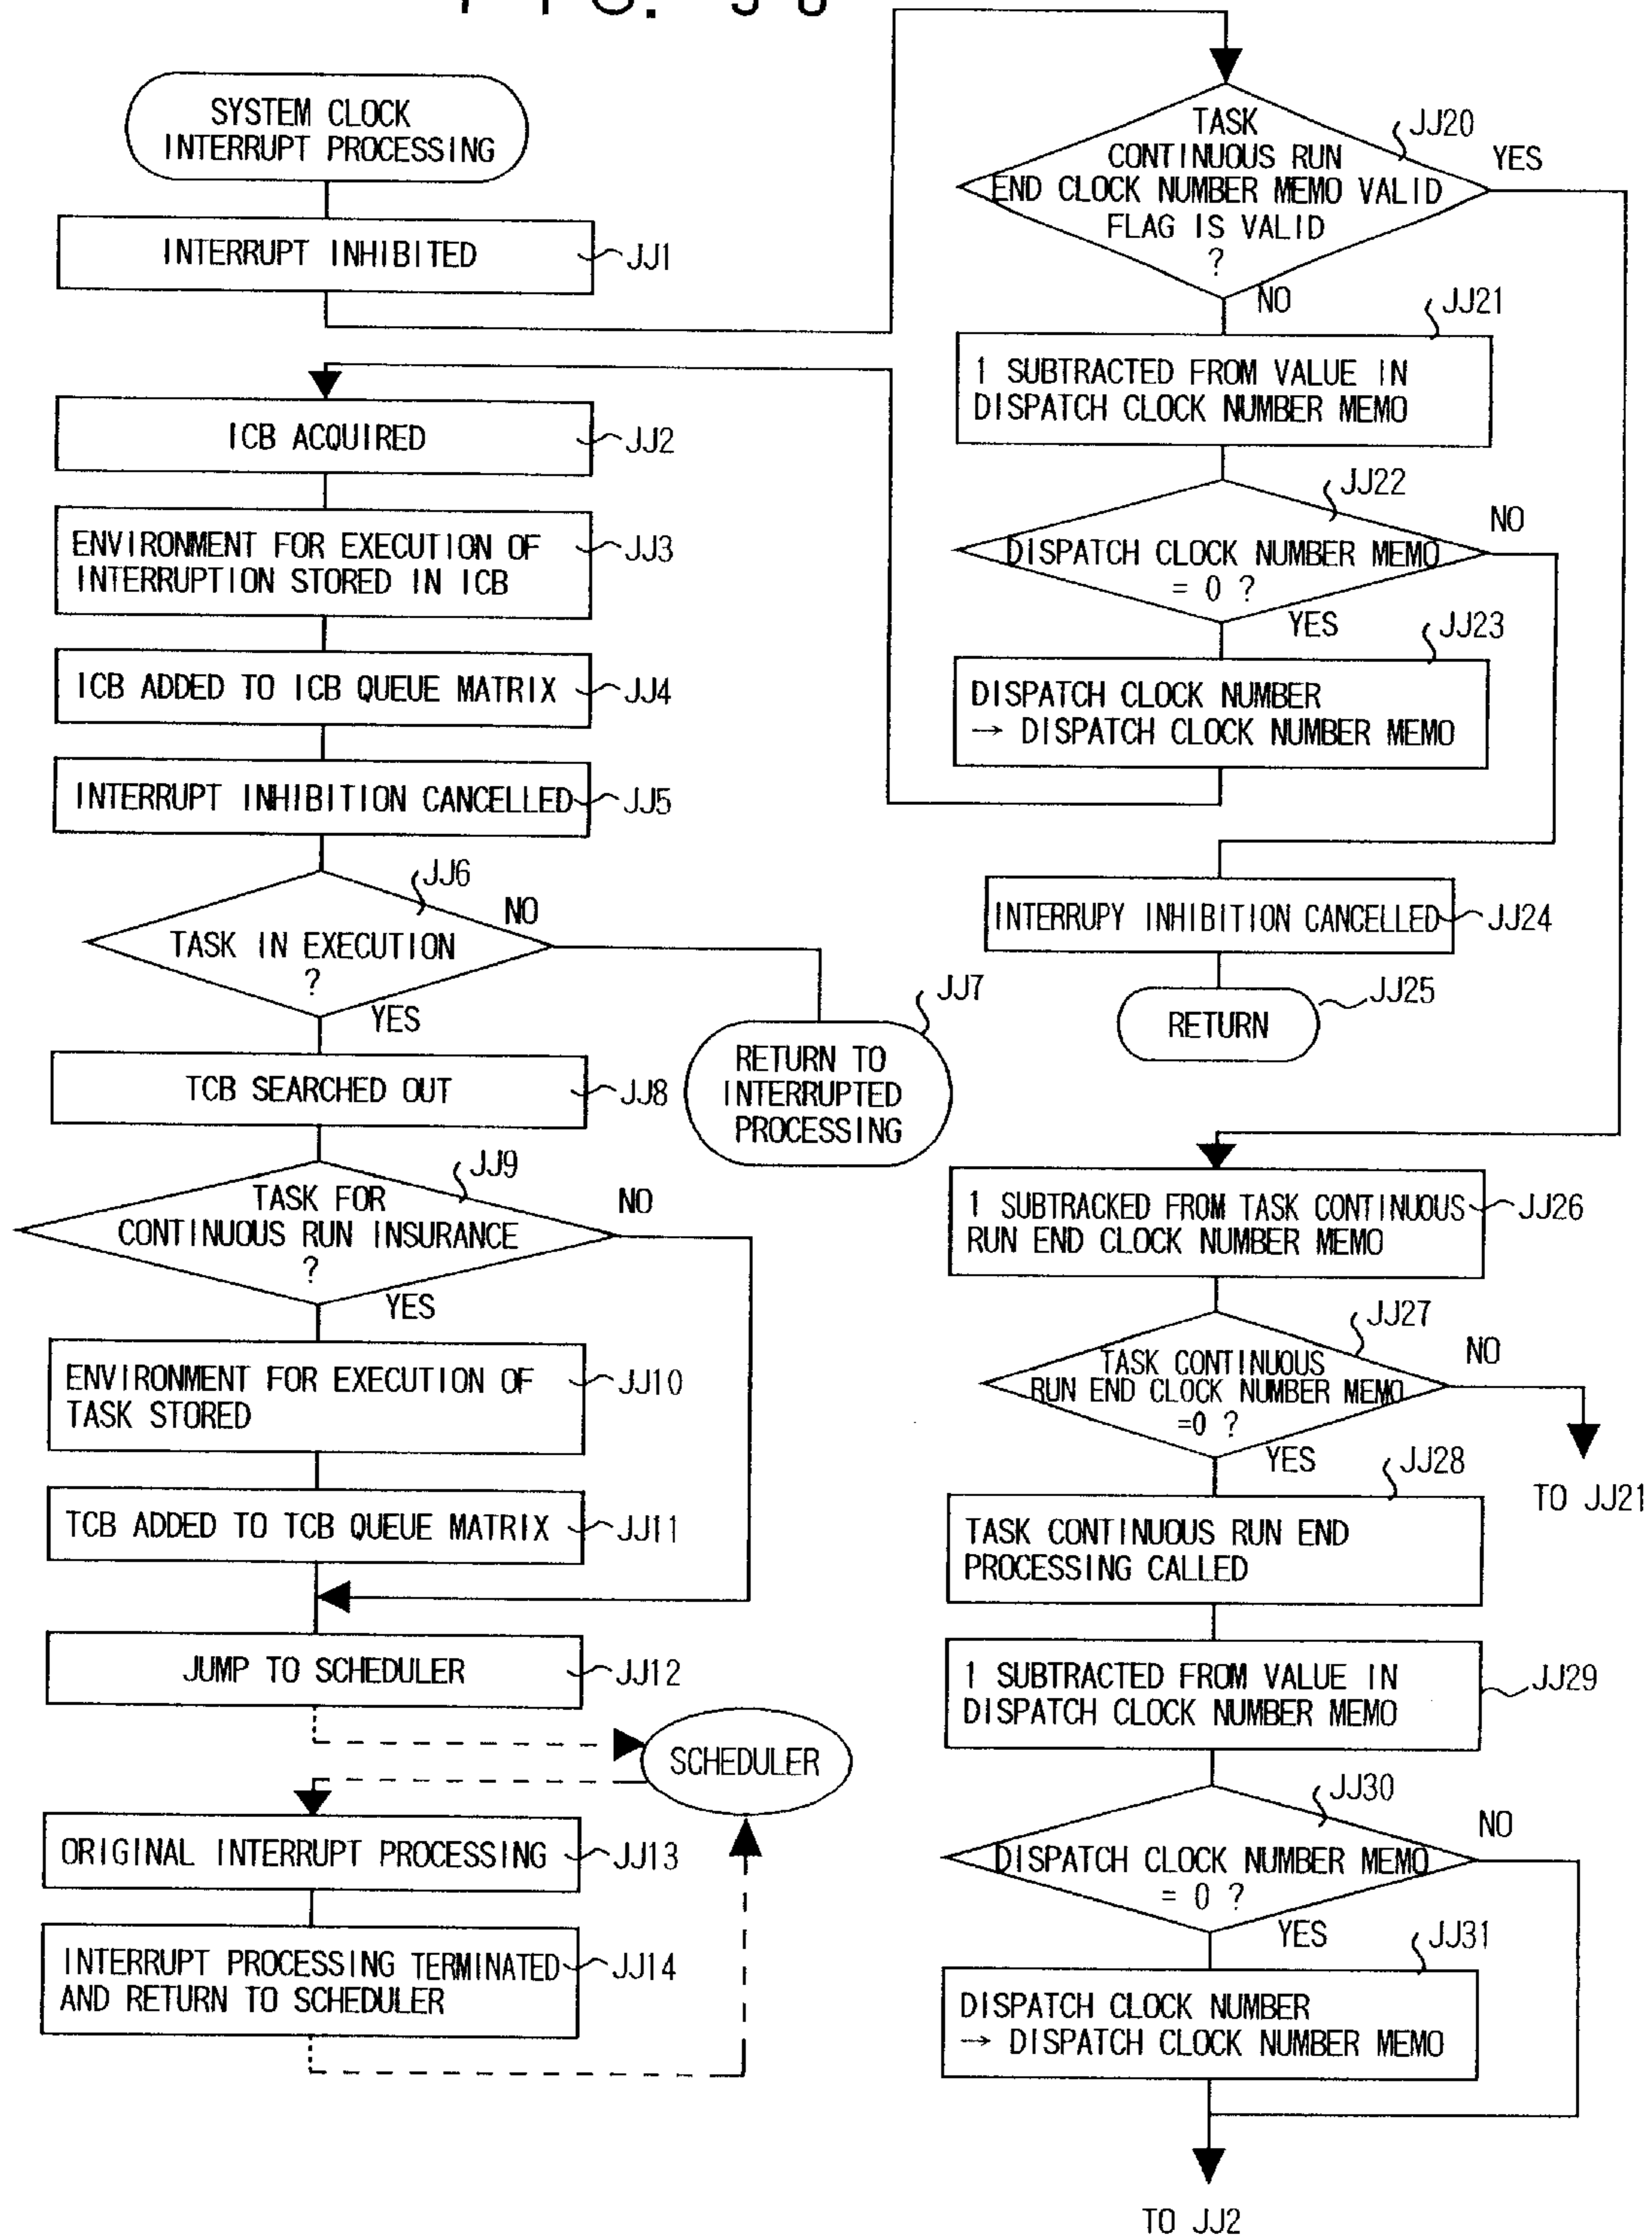 SYSTEM CLOCK
INTERRUPT PROCESSING
INTERRUPT INHIBITED
JJ1
ICB ACQUIRED
JJ2
ENVIRONMENT FOR EXECUTION OF
INTERRUPTION STORED IN ICB
JJ3
ICB ADDED TO ICB QUEUE MATRIX
JJ4
INTERRUPT INHIBITION CANCELLED
JJ5
JJ6
NO
TASK IN EXECUTION
?
YES
JJ7
RETURN TO
INTERRUPTED
PROCESSING
TCB SEARCHED OUT
JJ8
JJ9
TASK FOR
CONTINUOUS RUN INSURANCE
?
NO
YES
ENVIRONMENT FOR EXECUTION OF
TASK STORED
JJ10
TCB ADDED TO TCB QUEUE MATRIX
JJ11
JUMP TO SCHEDULER
JJ12
SCHEDULER
ORIGINAL INTERRUPT PROCESSING
JJ13
INTERRUPT PROCESSING TERMINATED
AND RETURN TO SCHEDULER
JJ14
TASK
CONTINUOUS RUN
END CLOCK NUMBER MEMO VALID
FLAG IS VALID
?
JJ20
YES
NO
JJ21
1 SUBTRACTED FROM VALUE IN
DISPATCH CLOCK NUMBER MEMO
JJ22
NO
DISPATCH CLOCK NUMBER MEMO
= 0 ?
YES
JJ23
DISPATCH CLOCK NUMBER
→ DISPATCH CLOCK NUMBER MEMO
INTERRUPY INHIBITION CANCELLED
JJ24
RETURN
JJ25
1 SUBTRACKED FROM TASK CONTINUOUS
RUN END CLOCK NUMBER MEMO
JJ26
JJ27
NO
TASK CONTINUOUS
RUN END CLOCK NUMBER MEMO
=0 ?
YES
TO JJ21
JJ28
TASK CONTINUOUS RUN END
PROCESSING CALLED
1 SUBTRACTED FROM VALUE IN
DISPATCH CLOCK NUMBER MEMO
JJ29
JJ30
NO
DISPATCH CLOCK NUMBER MEMO
= 0 ?
YES
JJ31
DISPATCH CLOCK NUMBER
→ DISPATCH CLOCK NUMBER MEMO
TO JJ2